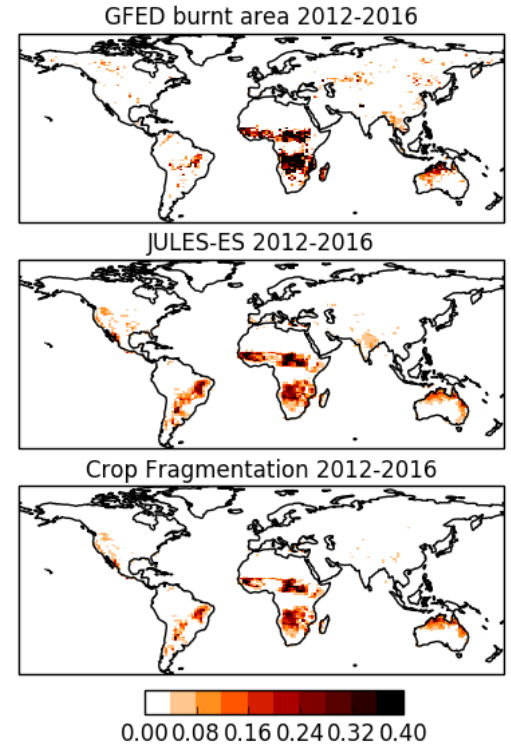 GFED burnt area 2012-2016
JULES-ES 2012-2016
Crop Fragmentation 2012-2016
0.00 0.08 0.16 0.24 0.32 0.40